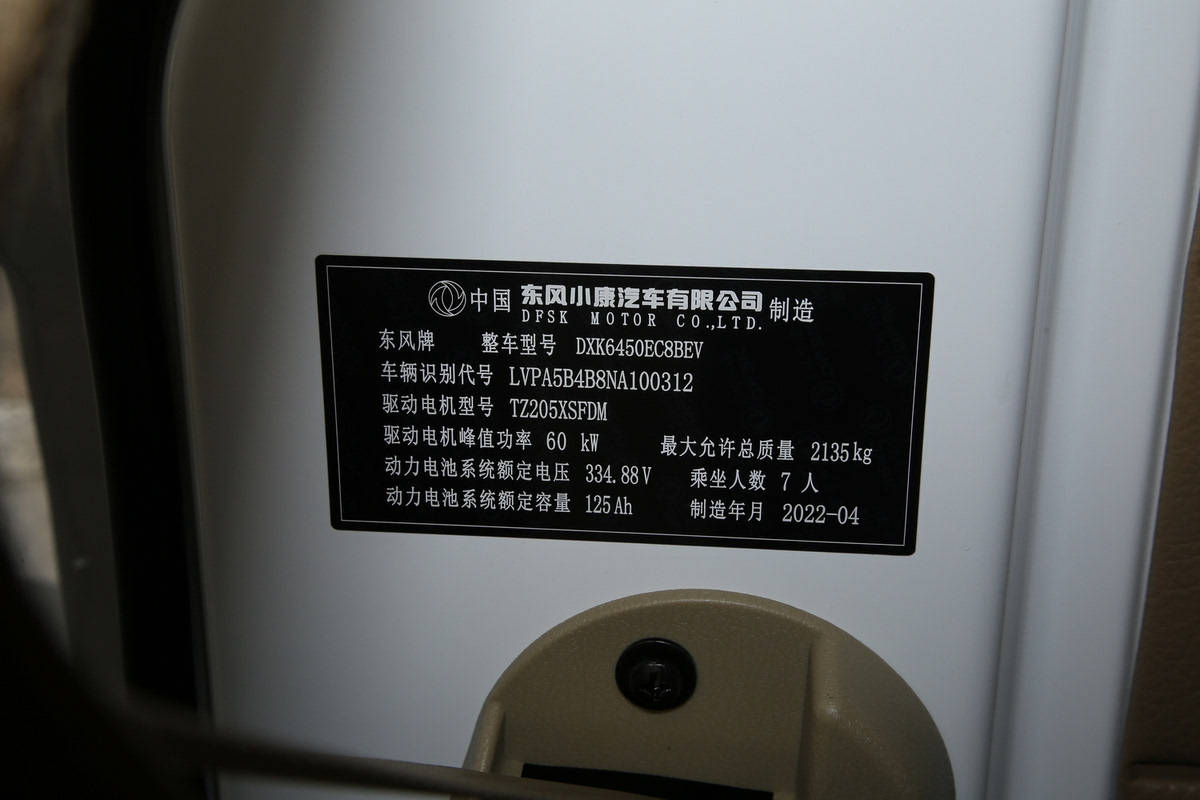 中国 东风小康汽车有限公司 制造
DFSK MOTOR CO.,LTD.
东风牌 整车型号 DXK6450EC8BEV
车辆识别代号 LVPA5B4B8NA100312
驱动电机型号 TZ205XSFDM
驱动电机峰值功率 60 kW 最大允许总质量 2135kg
动力电池系统额定电压 334.88V 乘坐人数 7 人
动力电池系统额定容量 125Ah 制造年月 2022-04